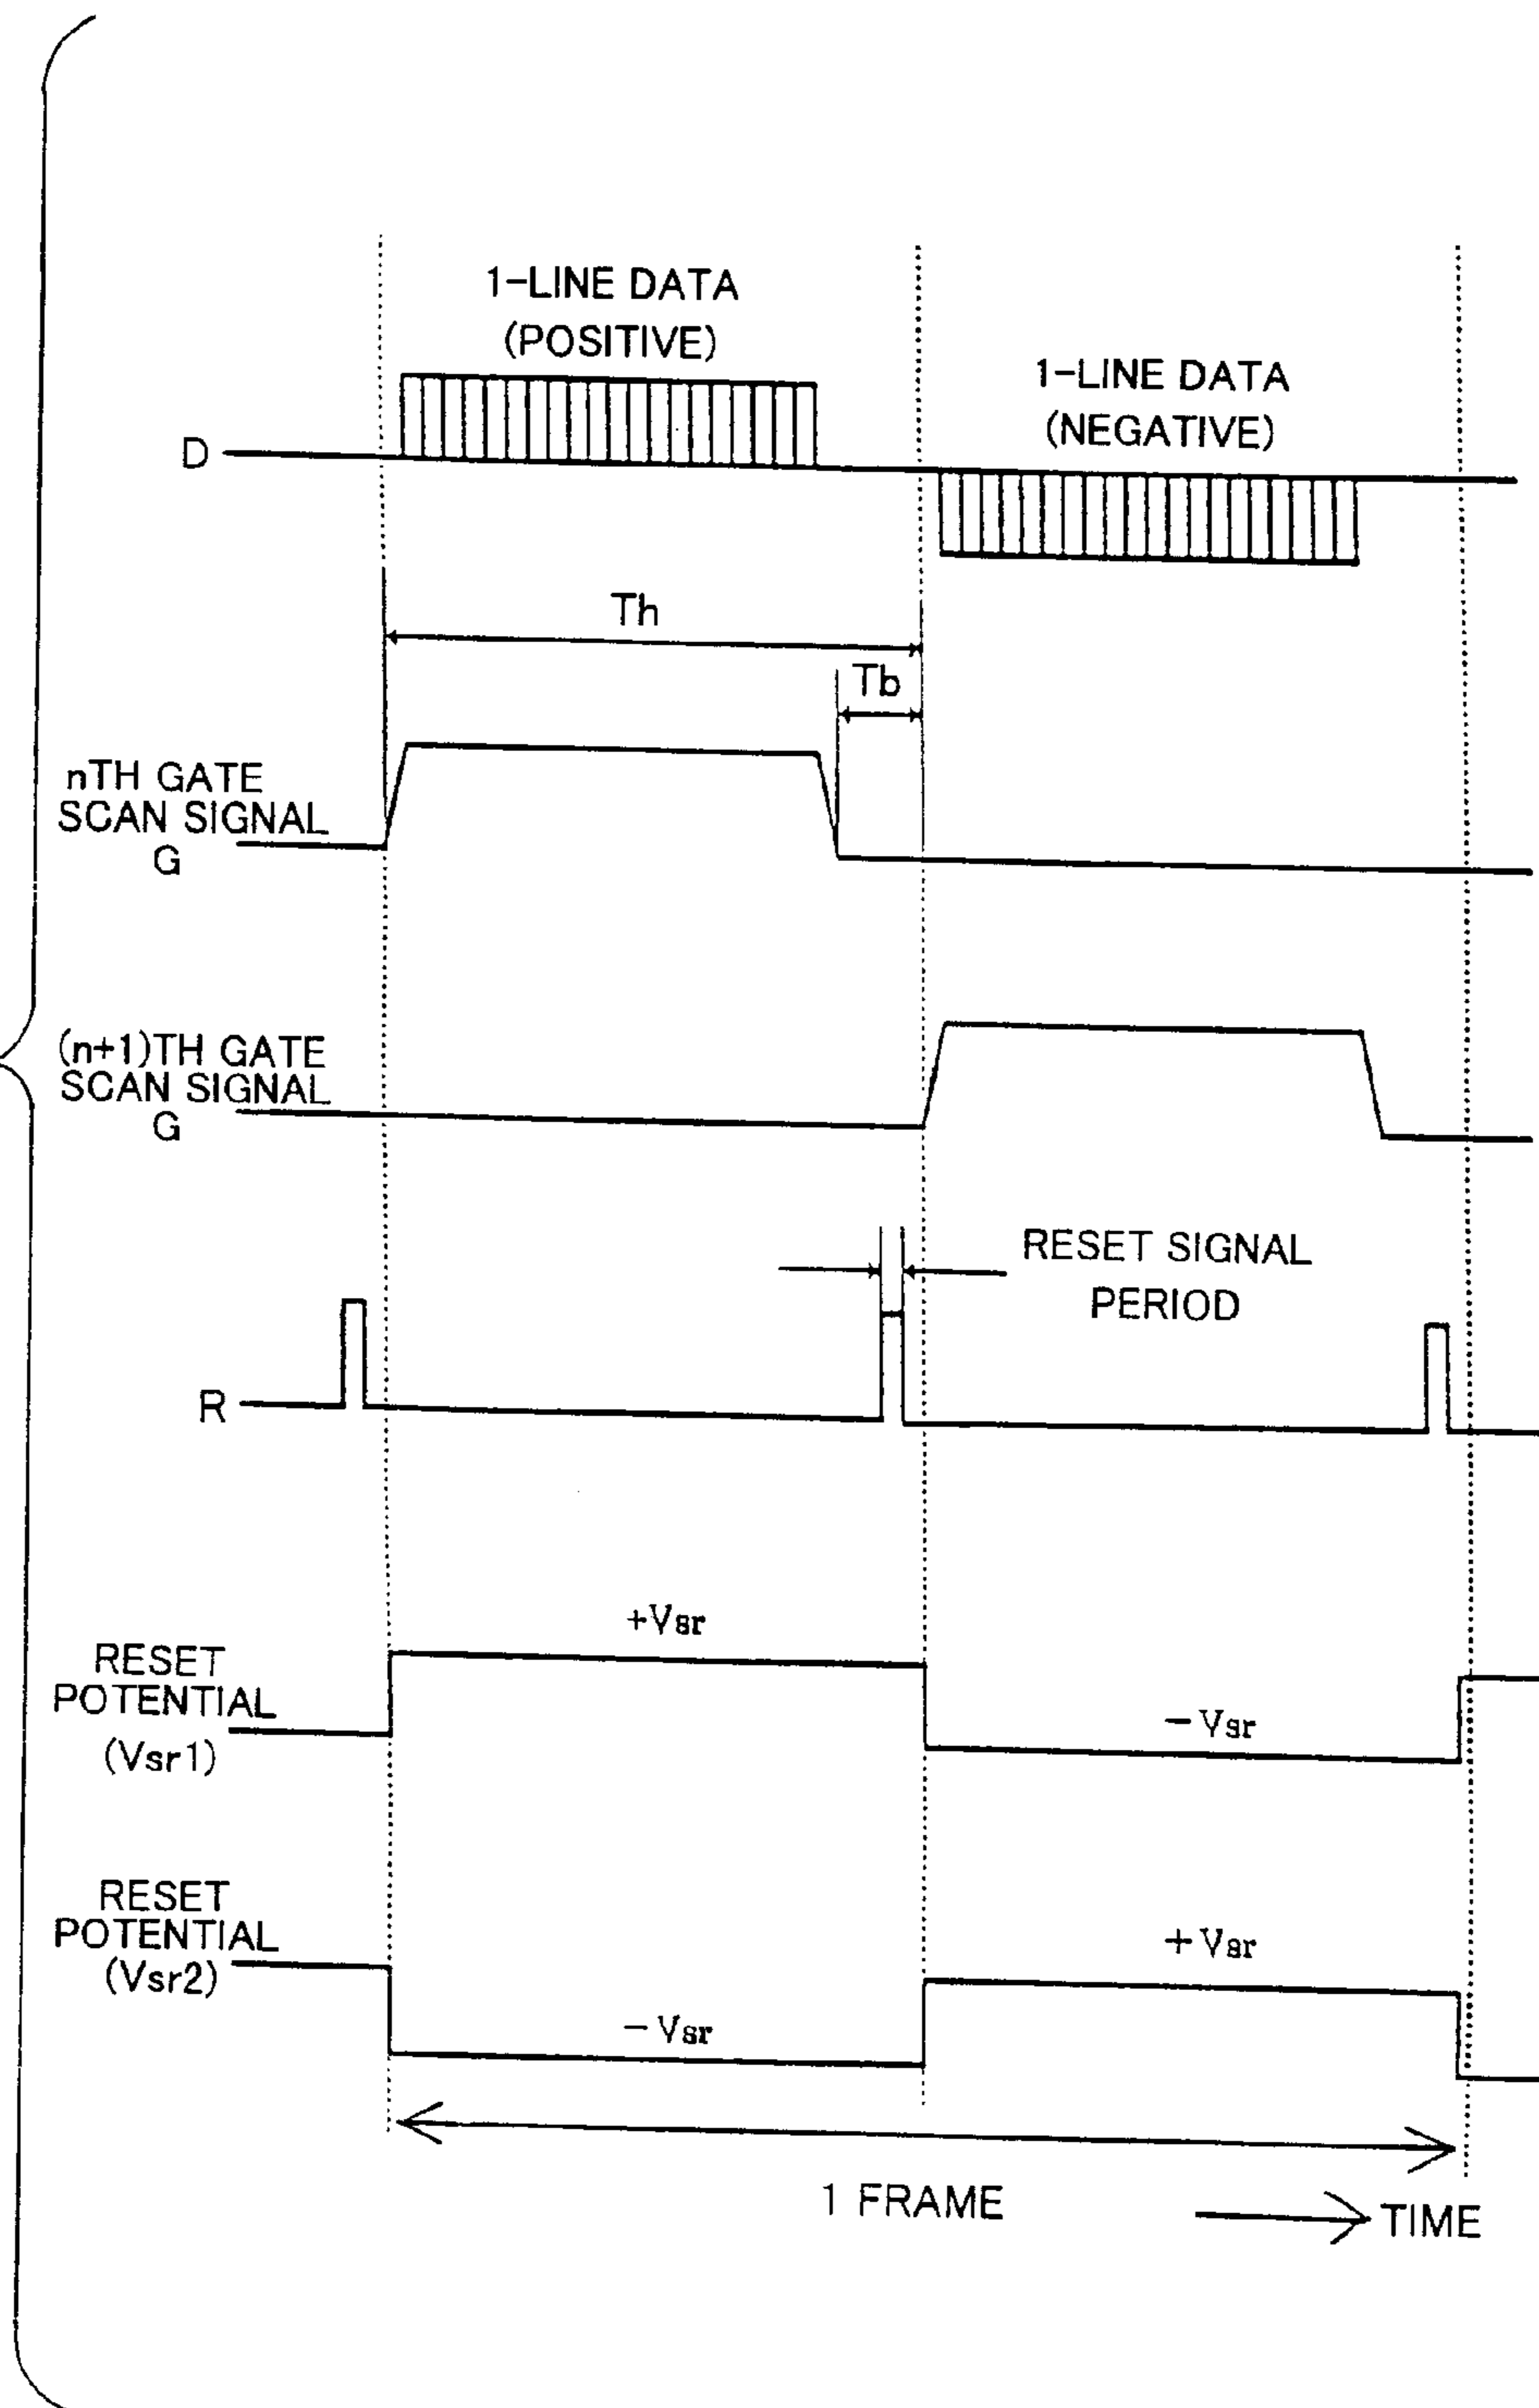 1-LINE DATA
(POSITIVE)
1-LINE DATA
(NEGATIVE)
D
Th
Tb
nTH GATE
SCAN SIGNAL
G
(n+1)TH GATE
SCAN SIGNAL
G
RESET SIGNAL
PERIOD
R
+Vsr
RESET
POTENTIAL
(Vsr1)
−Vsr
RESET
POTENTIAL
(Vsr2)
+Vsr
−Vsr
1 FRAME
TIME